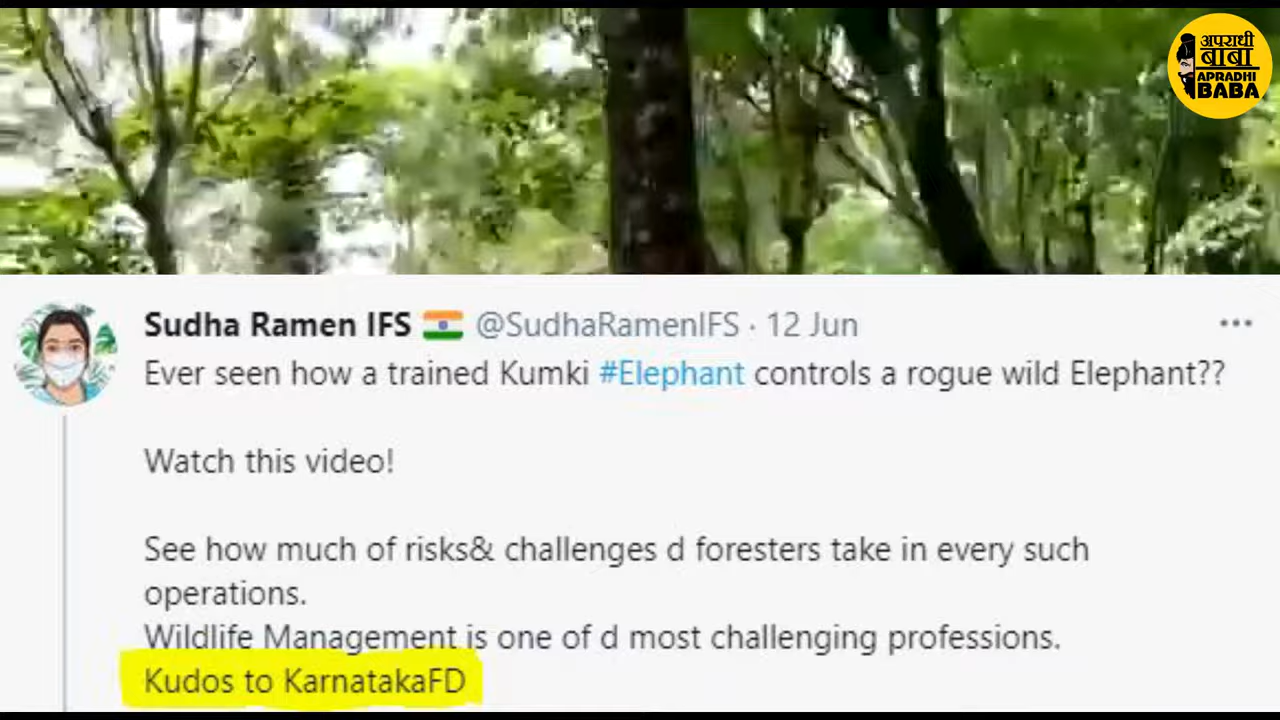 अपराधी
बाबा
APRADHI
BABA
Sudha Ramen IFS 🇮🇳 @SudhaRamenIFS · 12 Jun
Ever seen how a trained Kumki #Elephant controls a rogue wild Elephant??
Watch this video!
See how much of risks& challenges d foresters take in every such
operations.
Wildlife Management is one of d most challenging professions.
Kudos to KarnatakaFD